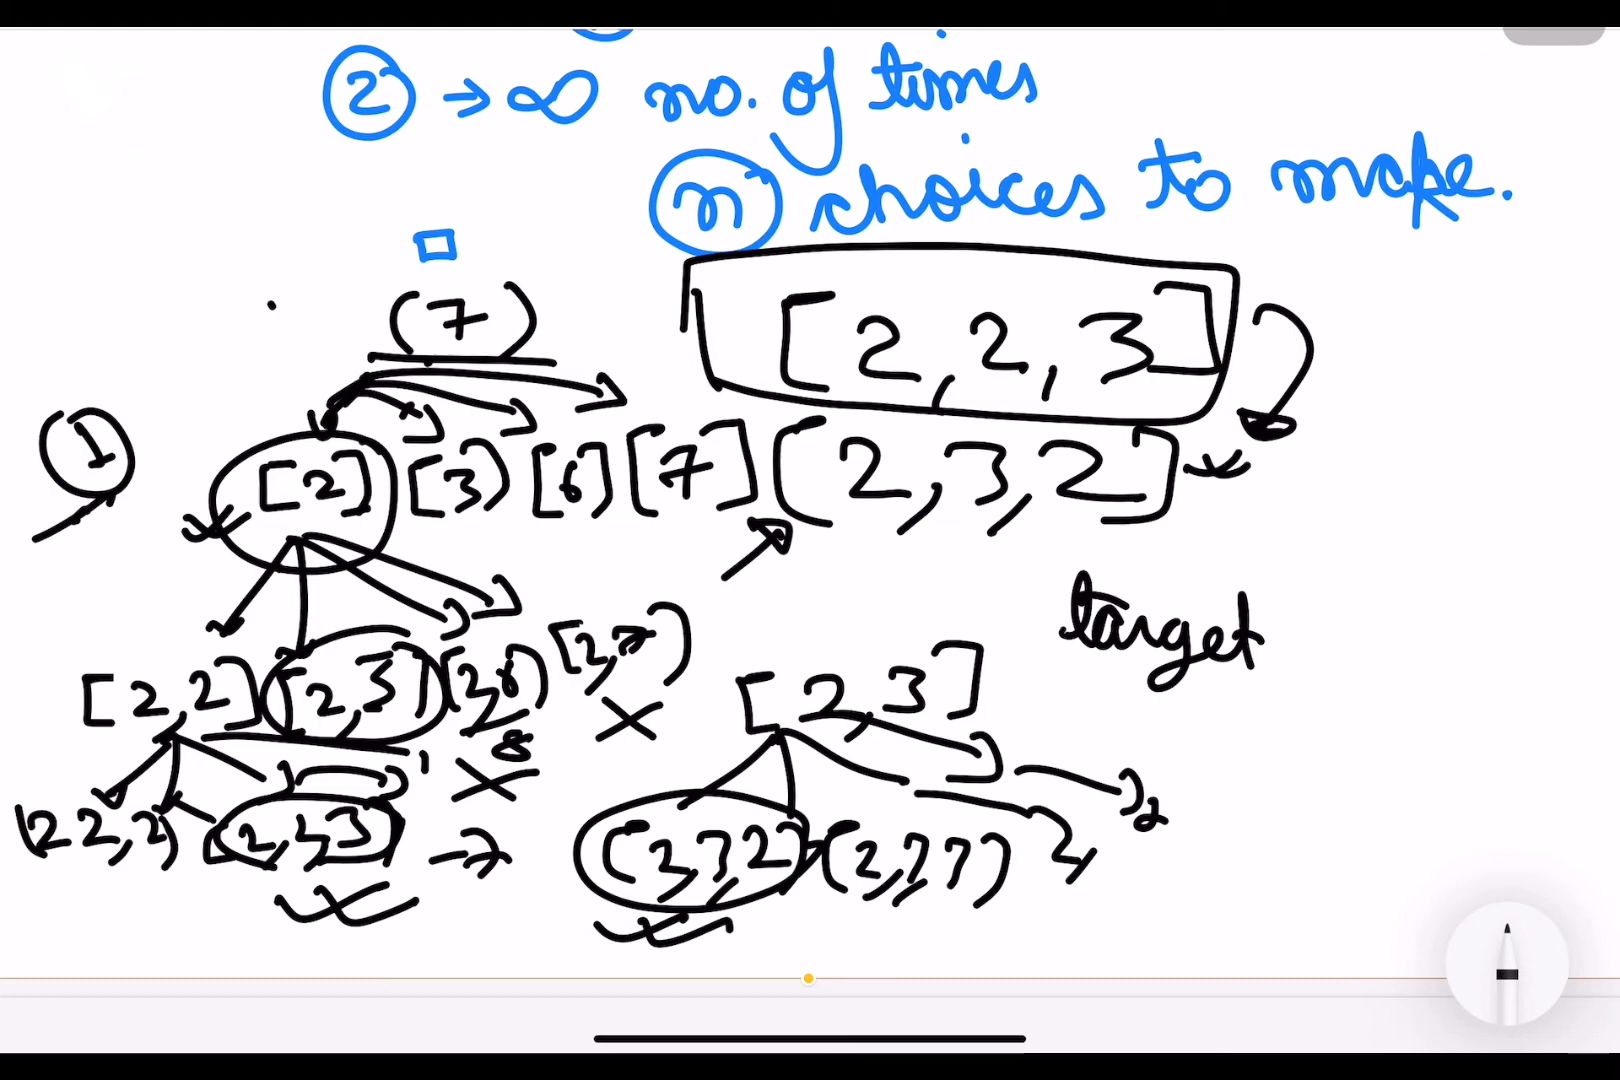 2 → ∞ no. of times
n choices to make.
(7)
[2, 2, 3]
1
[2] [3] [6] [7] [2, 3, 2]
target
[2, 2] [2, 3] [2, 6] [2, 7] [2, 3]
8
2
[2 2, 2] [2, 2, 3] → [2, 3, 2]